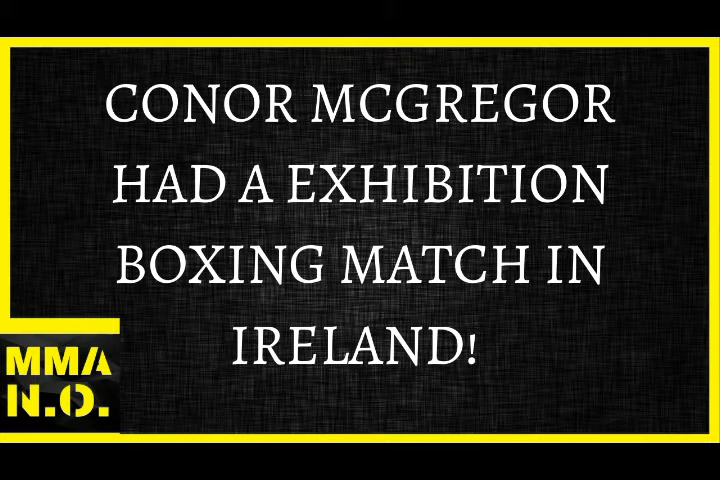 CONOR MCGREGOR
HAD A EXHIBITION
BOXING MATCH IN
IRELAND!
MMA
N.O.